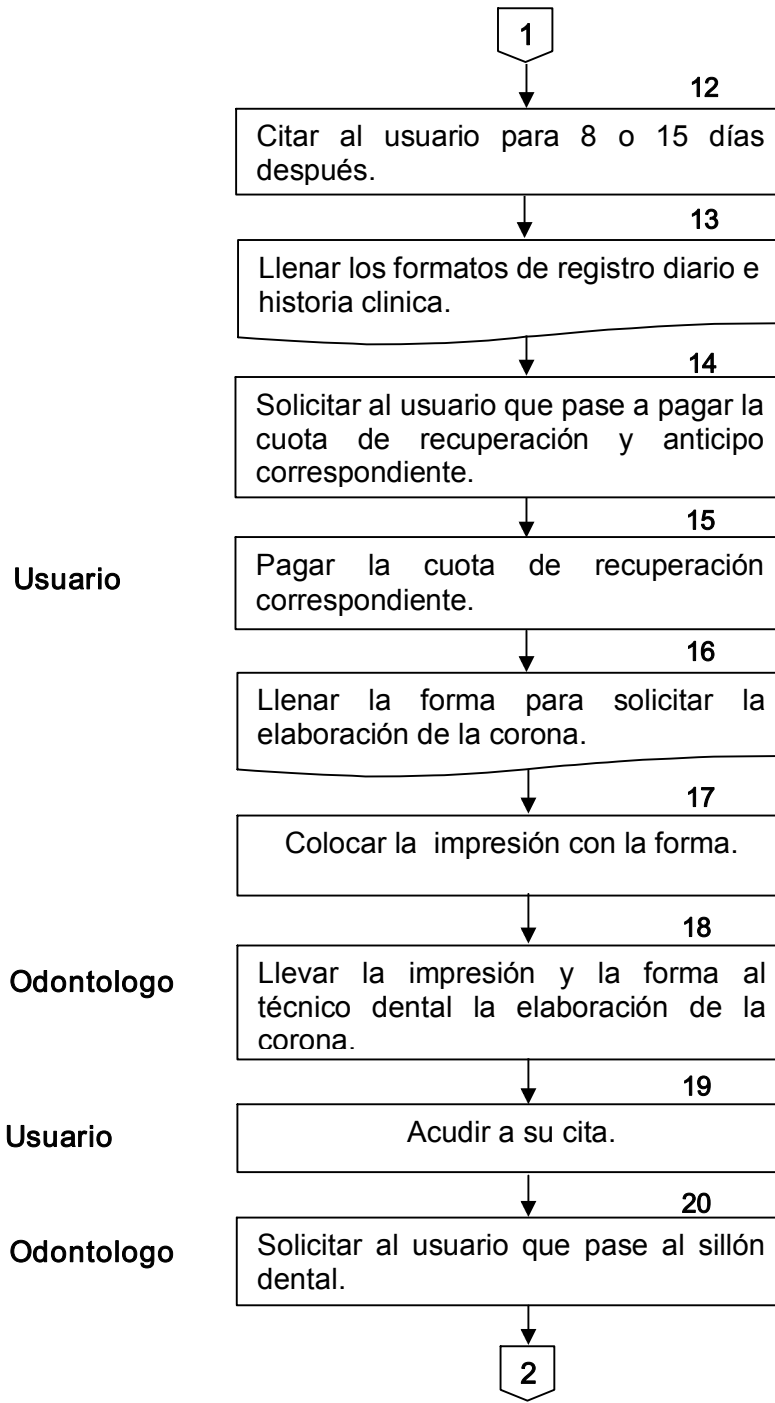 1
12
Citar al usuario para 8 o 15 días
después.
13
Llenar los formatos de registro diario e
historia clinica.
14
Solicitar al usuario que pase a pagar la
cuota de recuperación y anticipo
correspondiente.
15
Usuario
Pagar la cuota de recuperación
correspondiente.
16
Llenar la forma para solicitar la
elaboración de la corona.
17
Colocar la impresión con la forma.
18
Odontologo
Llevar la impresión y la forma al
técnico dental la elaboración de la
corona.
19
Usuario
Acudir a su cita.
20
Odontologo
Solicitar al usuario que pase al sillón
dental.
2